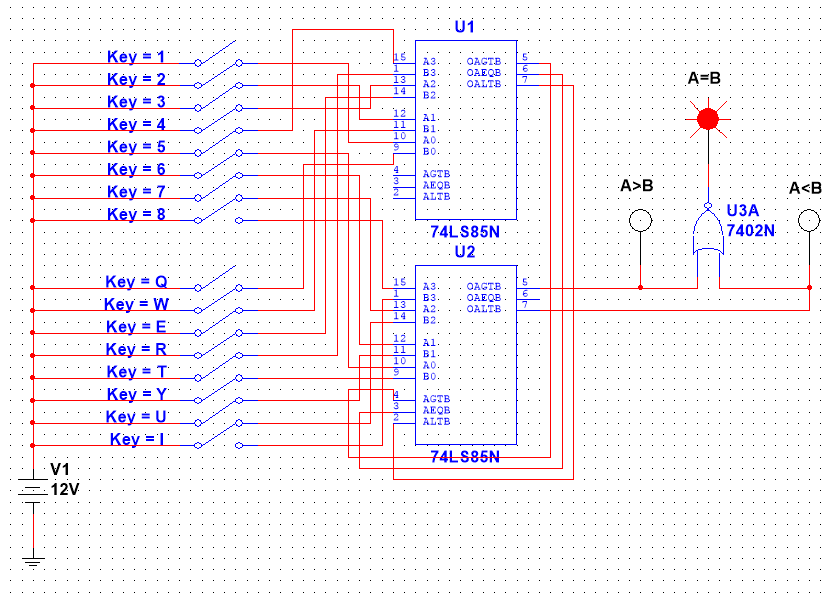 U1
Key = 1
Key = 2
Key = 3
Key = 4
Key = 5
Key = 6
Key = 7
Key = 8
15 A3 OAGTB 5
1 B3 OAEQB 6
13 A2 OALTB 7
14 B2
12 A1
11 B1
10 A0
9 B0
4 AGTB
3 AEQB
2 ALTB
74LS85N
A=B
A>B
A<B
U3A
7402N
U2
Key = Q
Key = W
Key = E
Key = R
Key = T
Key = Y
Key = U
Key = I
15 A3 OAGTB 5
1 B3 OAEQB 6
13 A2 OALTB 7
14 B2
12 A1
11 B1
10 A0
9 B0
4 AGTB
3 AEQB
2 ALTB
74LS85N
V1
12V